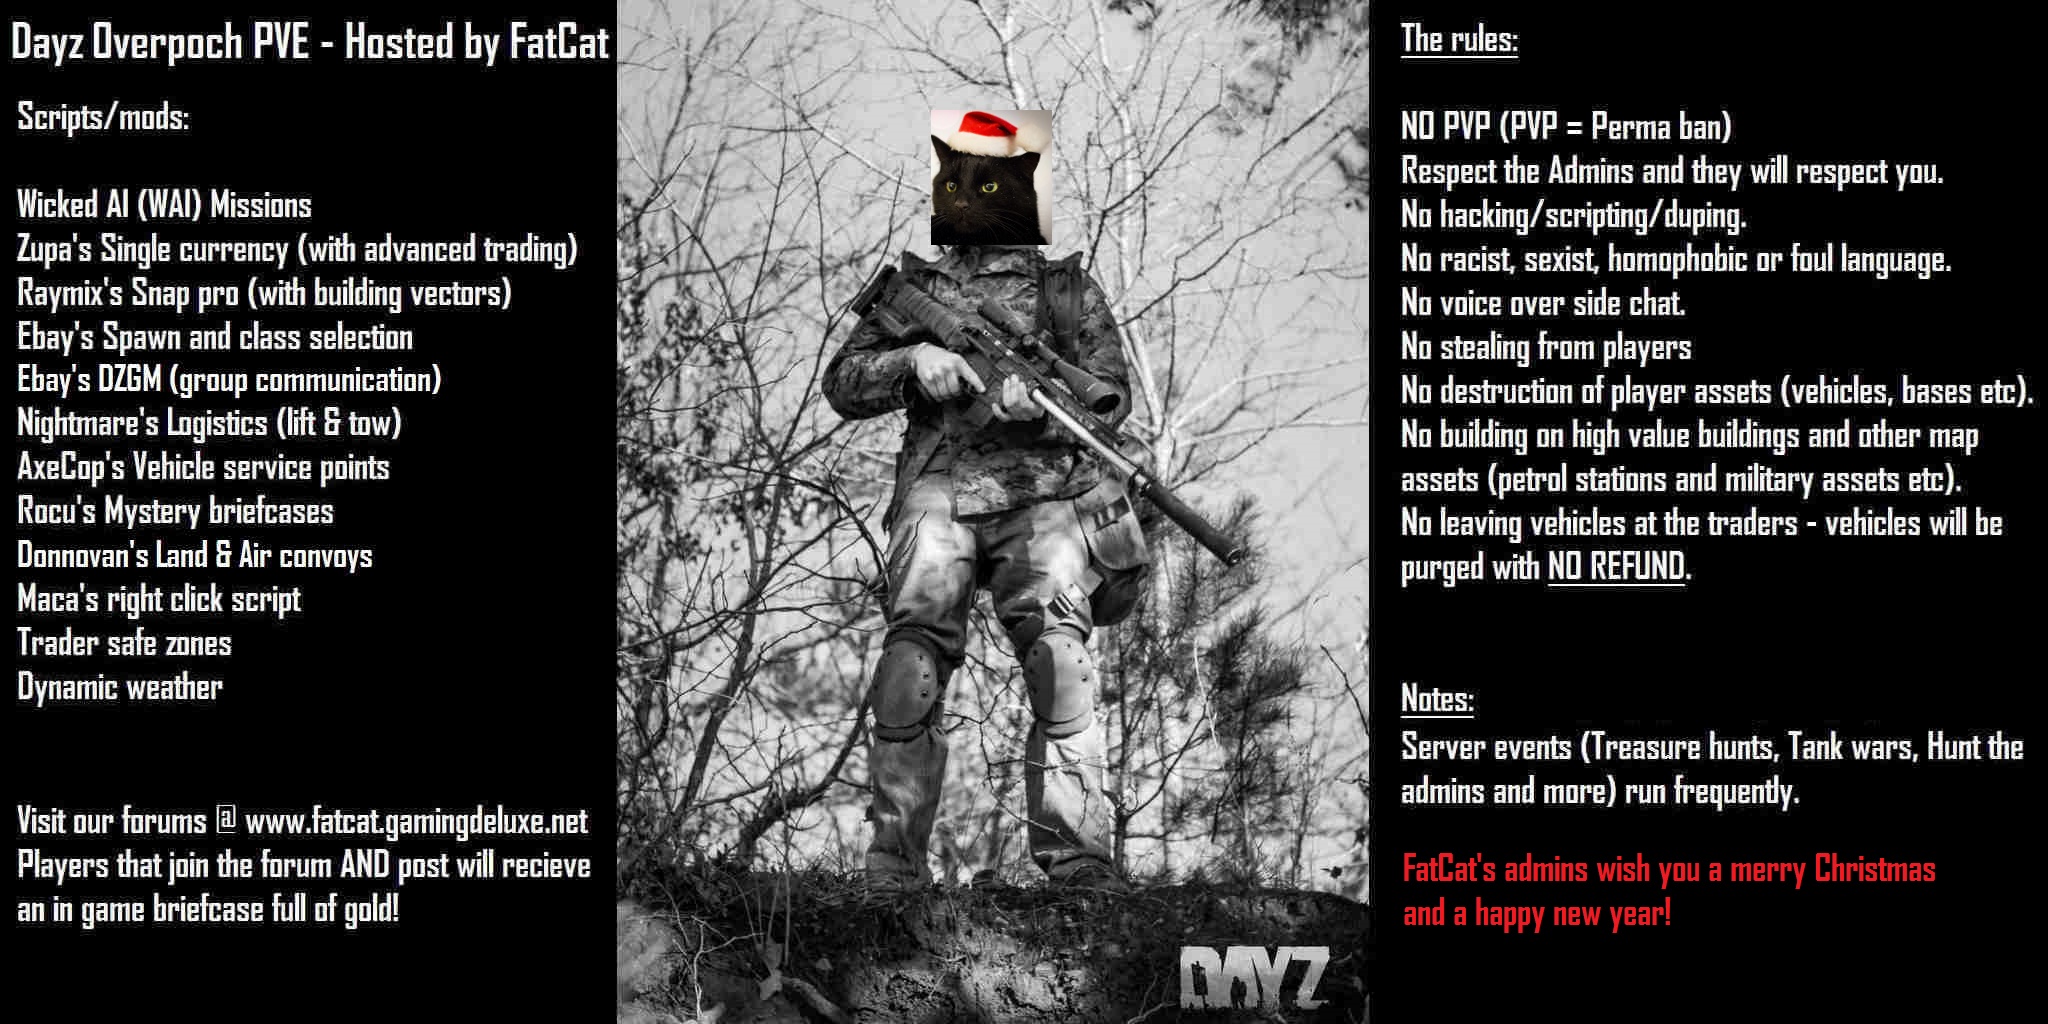 Dayz Overpoch PVE - Hosted by FatCat
Scripts/mods:
Wicked AI (WAI) Missions
Zupa's Single currency (with advanced trading)
Raymix's Snap pro (with building vectors)
Ebay's Spawn and class selection
Ebay's DZGM (group communication)
Nightmare's Logistics (lift & tow)
AxeCop's Vehicle service points
Rocu's Mystery briefcases
Donnovan's Land & Air convoys
Maca's right click script
Trader safe zones
Dynamic weather
Visit our forums @ www.fatcat.gamingdeluxe.net
Players that join the forum AND post will recieve
an in game briefcase full of gold!
DAYZ
The rules:
NO PVP (PVP = Perma ban)
Respect the Admins and they will respect you.
No hacking/scripting/duping.
No racist, sexist, homophobic or foul language.
No voice over side chat.
No stealing from players
No destruction of player assets (vehicles, bases etc).
No building on high value buildings and other map
assets (petrol stations and military assets etc).
No leaving vehicles at the traders - vehicles will be
purged with NO REFUND.
Notes:
Server events (Treasure hunts, Tank wars, Hunt the
admins and more) run frequently.
FatCat's admins wish you a merry Christmas
and a happy new year!